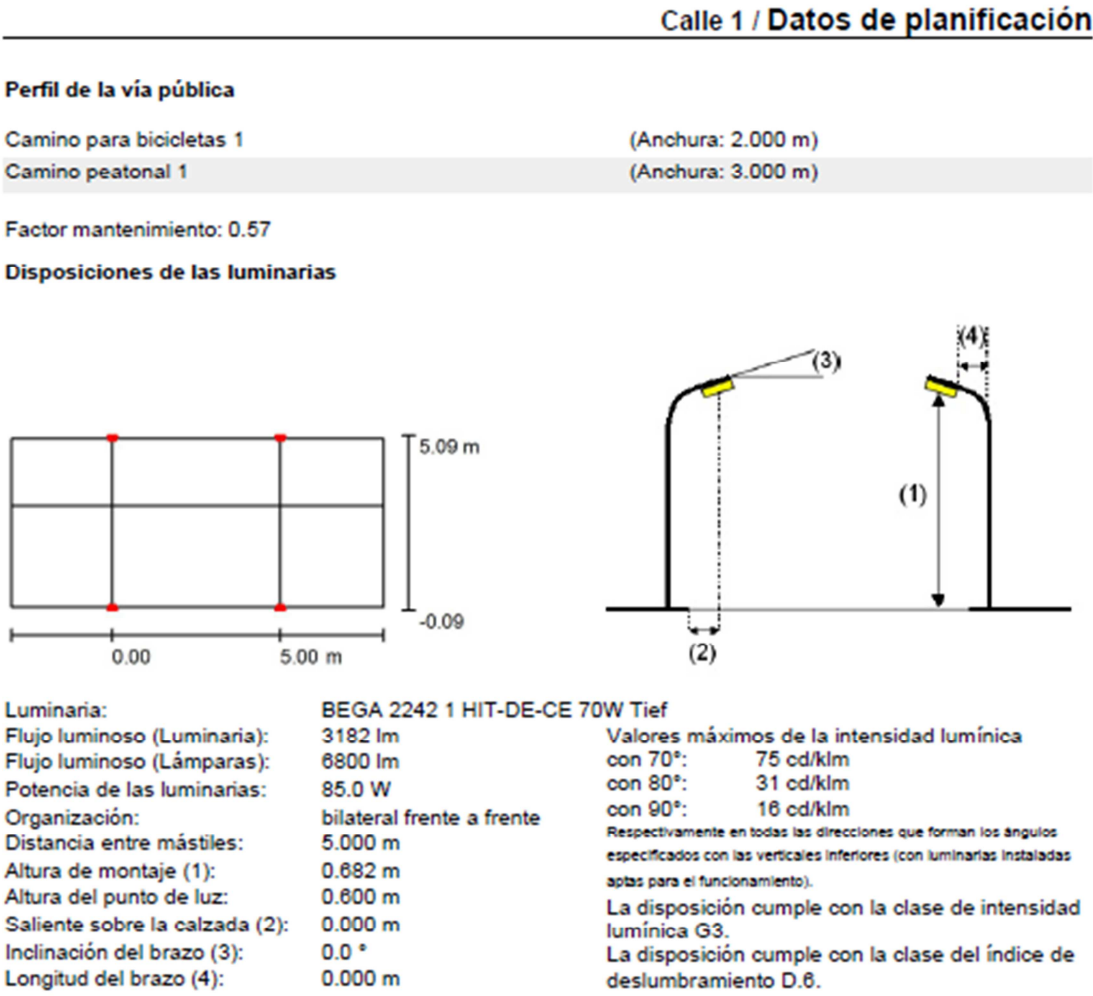 Calle 1 / Datos de planificación
Perfil de la vía pública
Camino para bicicletas 1 (Anchura: 2.000 m)
Camino peatonal 1 (Anchura: 3.000 m)
Factor mantenimiento: 0.57
Disposiciones de las luminarias
(4)
(3)
5.09 m
(1)
-0.09
0.00 5.00 m
(2)
Luminaria: BEGA 2242 1 HIT-DE-CE 70W Tief
Flujo luminoso (Luminaria): 3182 lm
Flujo luminoso (Lámparas): 6800 lm
Potencia de las luminarias: 85.0 W
Organización: bilateral frente a frente
Distancia entre mástiles: 5.000 m
Altura de montaje (1): 0.682 m
Altura del punto de luz: 0.600 m
Saliente sobre la calzada (2): 0.000 m
Inclinación del brazo (3): 0.0 °
Longitud del brazo (4): 0.000 m
Valores máximos de la intensidad lumínica
con 70°: 75 cd/klm
con 80°: 31 cd/klm
con 90°: 16 cd/klm
Respectivamente en todas las direcciones que forman los ángulos
especificados con las verticales inferiores (con luminarias instaladas
aptas para el funcionamiento).
La disposición cumple con la clase de intensidad
lumínica G3.
La disposición cumple con la clase del índice de
deslumbramiento D.6.